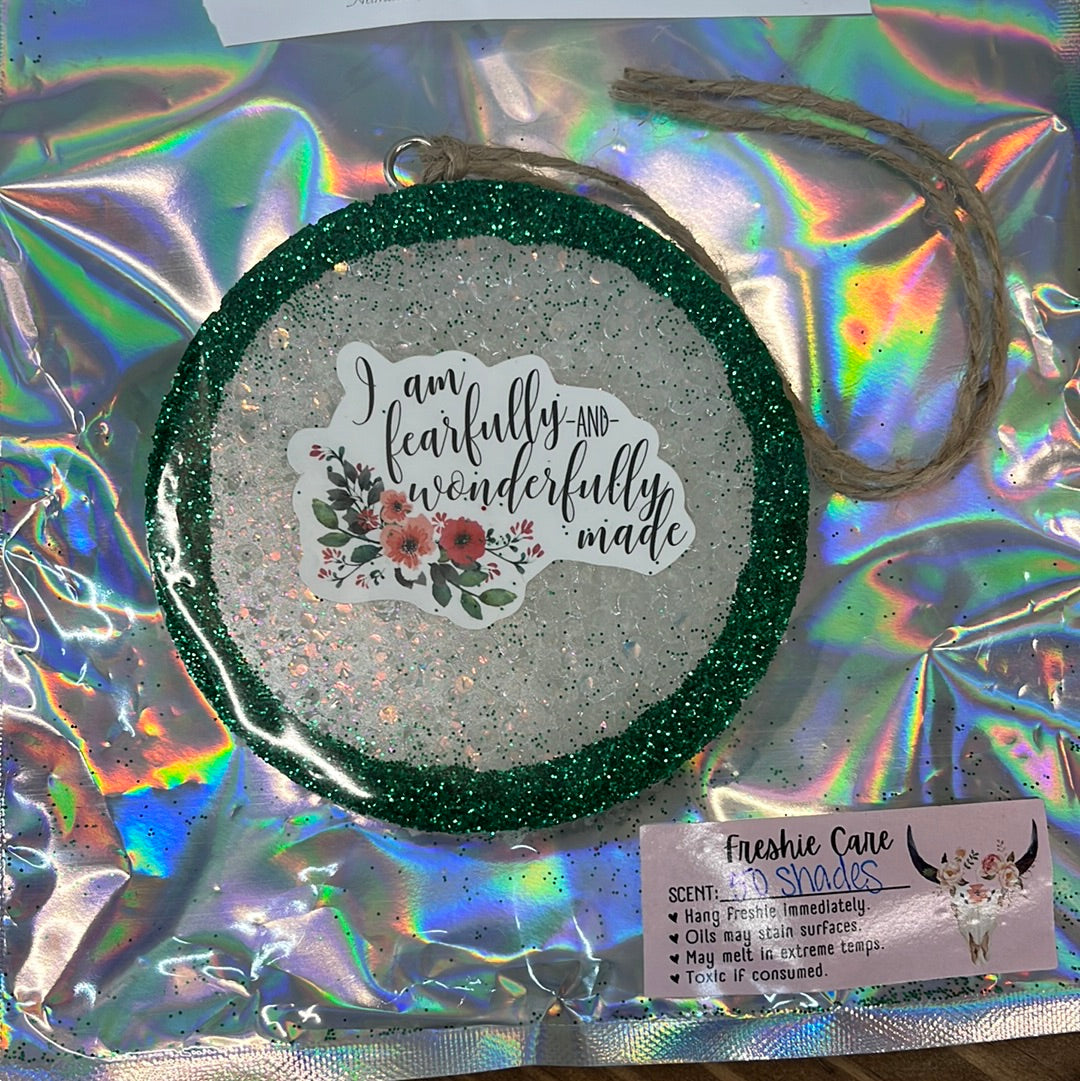 I am
fearfully -AND-
wonderfully
made
Freshie Care
SCENT: 50 Shades
♥ Hang Freshie immediately.
♥ Oils may stain surfaces.
♥ May melt in extreme temps.
♥ Toxic if consumed.